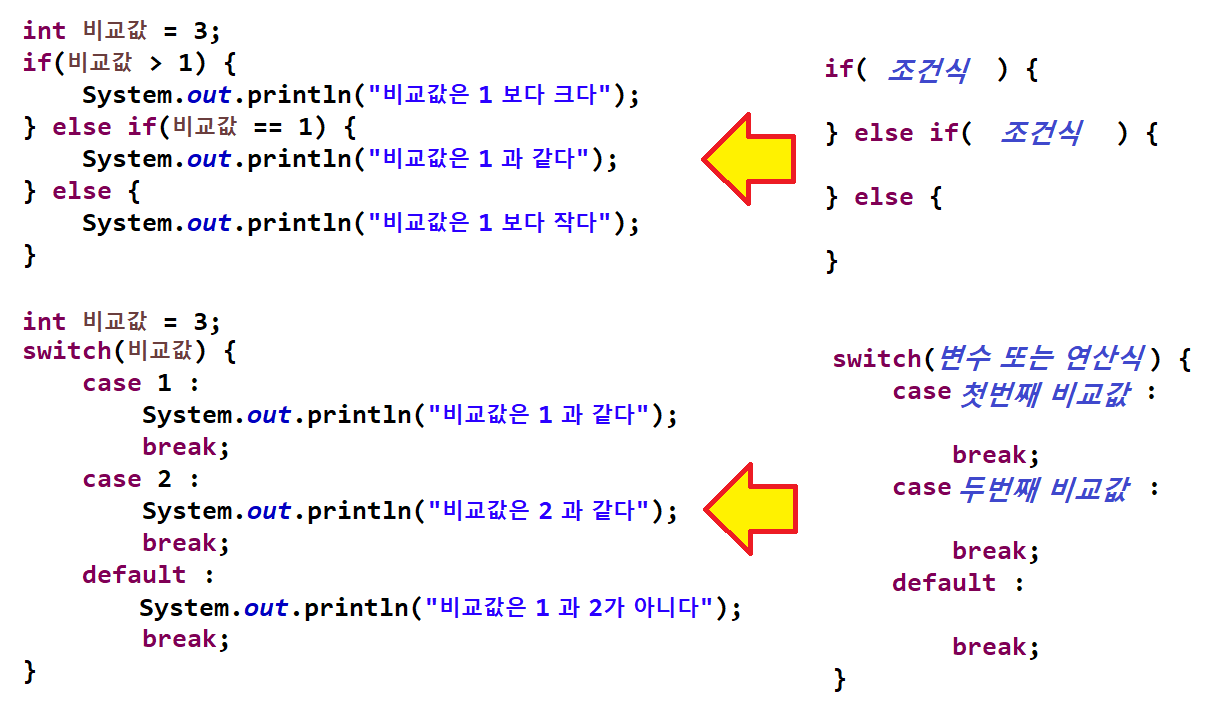 int 비교값 = 3;
if(비교값 > 1) {
System.out.println("비교값은 1 보다 크다");
} else if(비교값 == 1) {
System.out.println("비교값은 1 과 같다");
} else {
System.out.println("비교값은 1 보다 작다");
}
if( 조건식 ) {
} else if( 조건식 ) {
} else {
}
int 비교값 = 3;
switch(비교값) {
case 1 :
System.out.println("비교값은 1 과 같다");
break;
case 2 :
System.out.println("비교값은 2 과 같다");
break;
default :
System.out.println("비교값은 1 과 2가 아니다");
break;
}
switch(변수 또는 연산식) {
case 첫번째 비교값 :
break;
case 두번째 비교값 :
break;
default :
break;
}